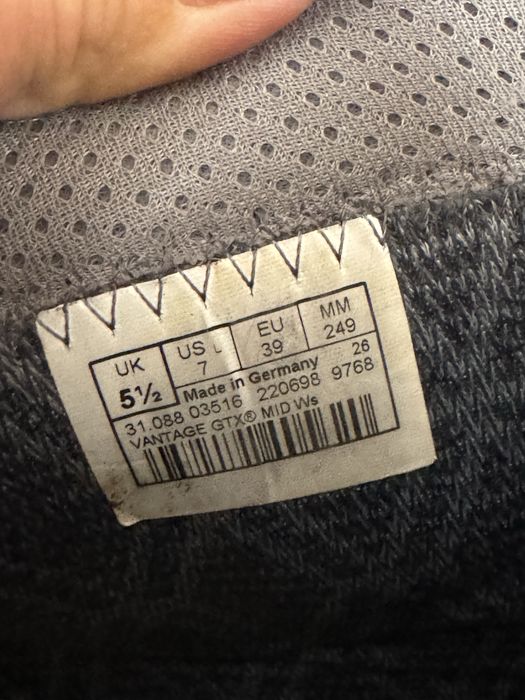 UK US L EU MM
5½ 7 39 249
Made in Germany 26
31.088 03516 220698 9768
VANTAGE GTX® MID Ws